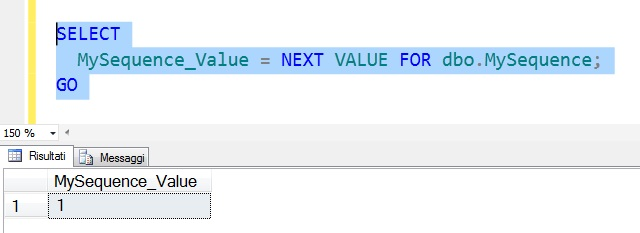 SELECT
MySequence_Value = NEXT VALUE FOR dbo.MySequence;
GO
150 %
Risultati Messaggi
MySequence_Value
1 1